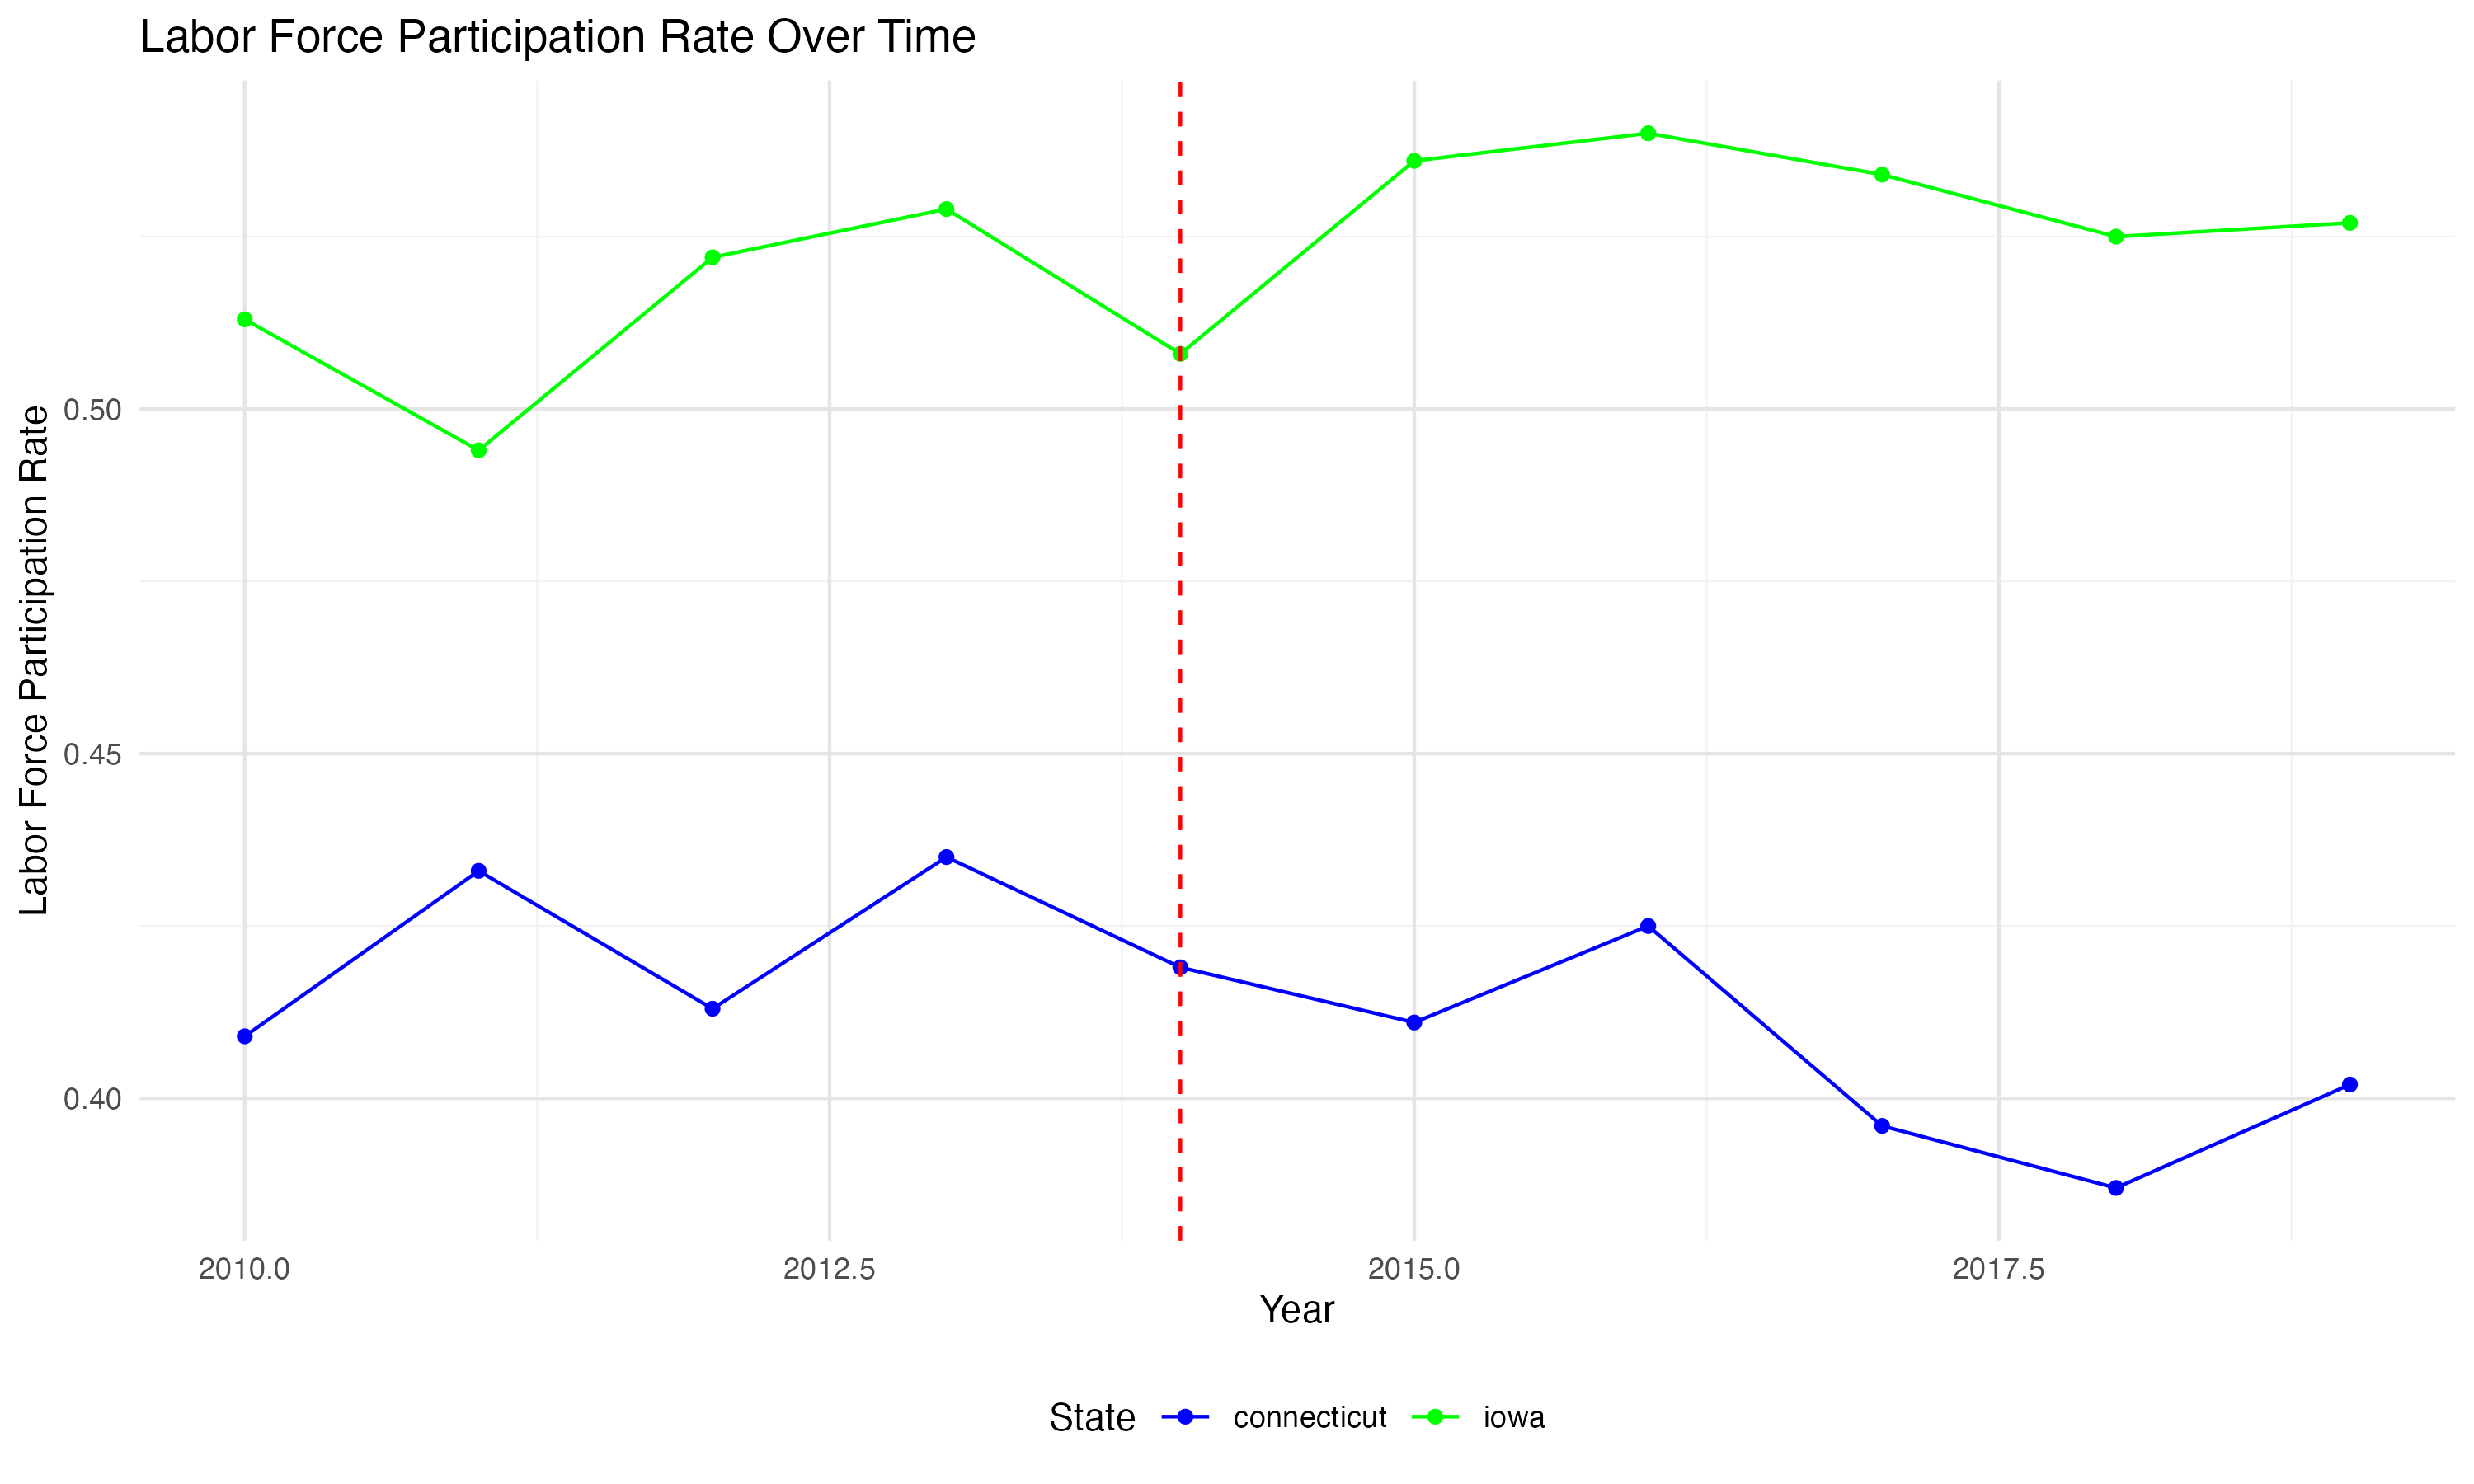 Labor Force Participation Rate Over Time
Labor Force Participation Rate
0.50
0.45
0.40
2010.0 2012.5 2015.0 2017.5
Year
State connecticut iowa